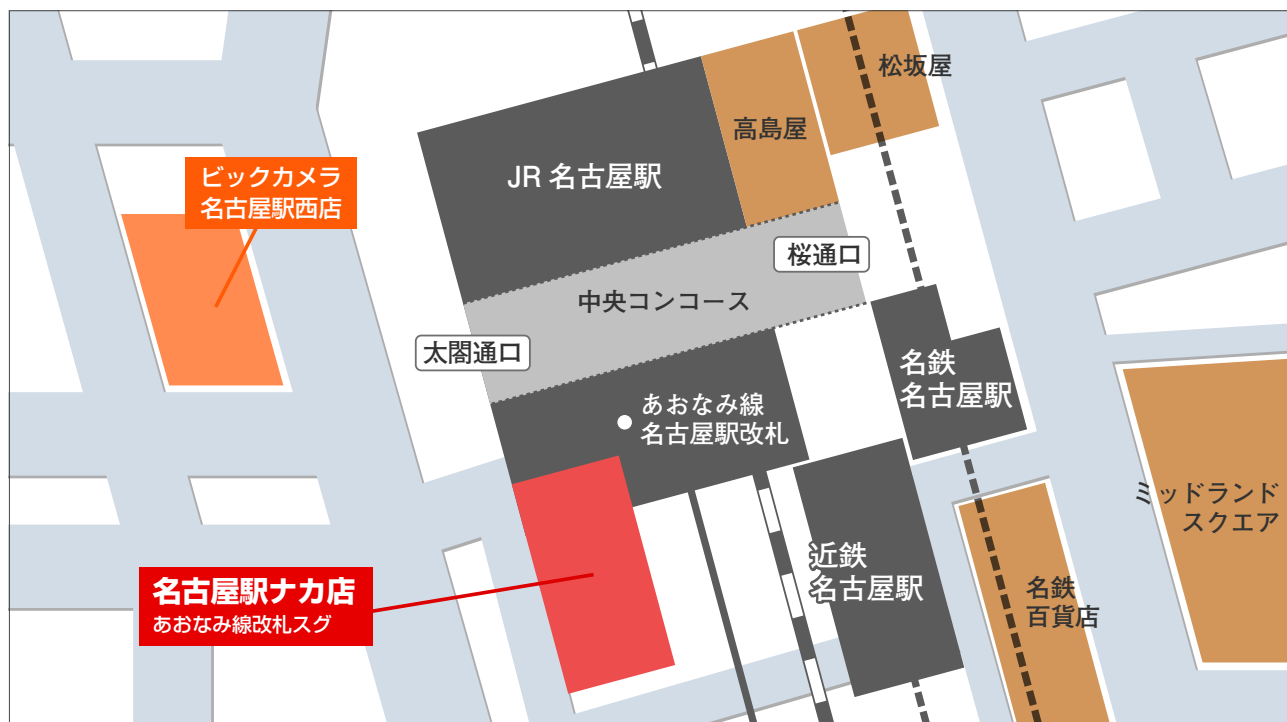 松坂屋
高島屋
JR 名古屋駅
ビックカメラ
名古屋駅西店
桜通口
中央コンコース
太閤通口
名鉄
名古屋駅
あおなみ線
名古屋駅改札
ミッドランド
スクエア
近鉄
名古屋駅
名鉄
百貨店
名古屋駅ナカ店
あおなみ線改札スグ